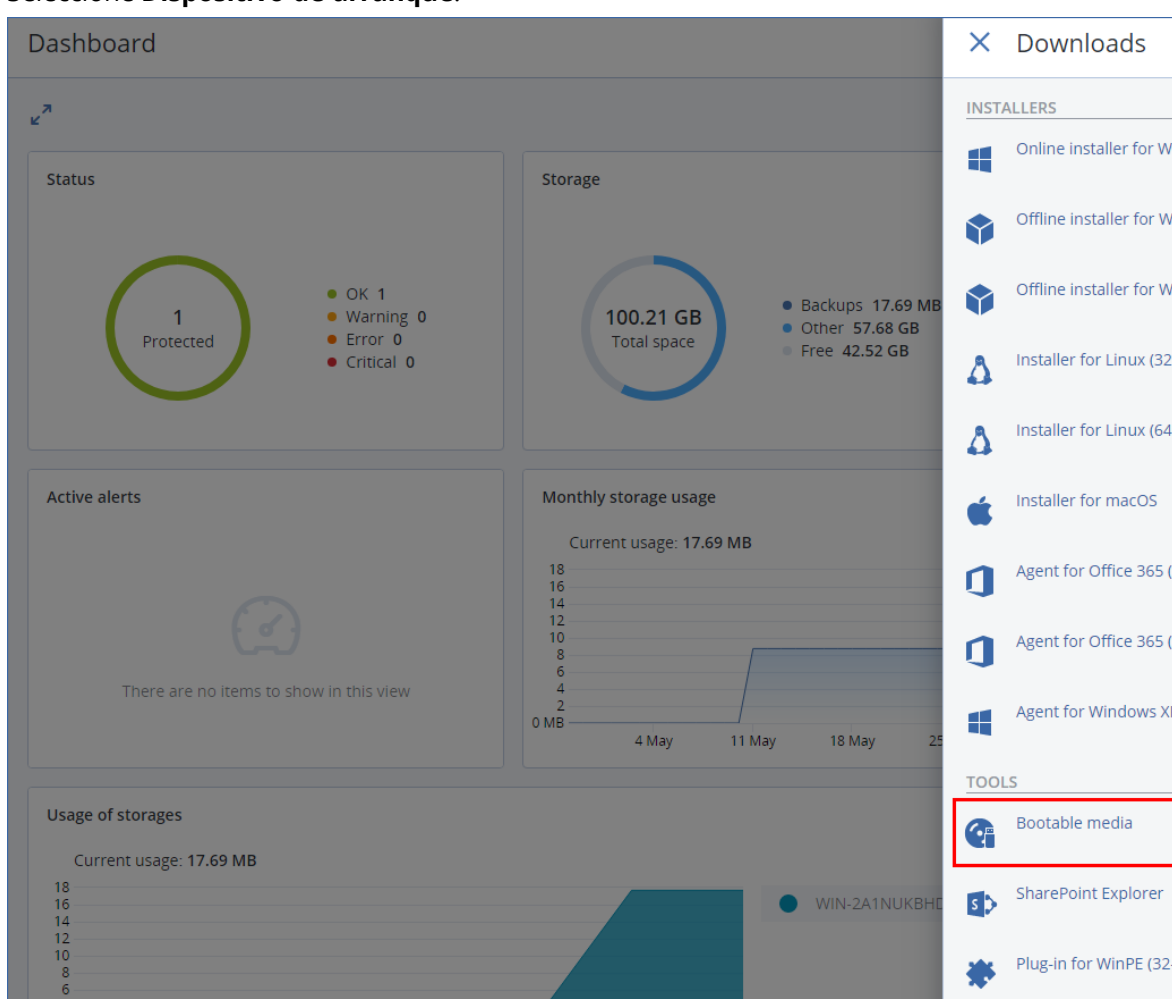 Seleccione Dispositivo de arranque.
Dashboard
Downloads
INSTALLERS
Online installer for W
Offline installer for W
Offline installer for W
Installer for Linux (32
Installer for Linux (64
Installer for macOS
Agent for Office 365 (
Agent for Office 365 (
Agent for Windows X
TOOLS
Bootable media
SharePoint Explorer
Plug-in for WinPE (32-
Status
1
Protected
OK 1
Warning 0
Error 0
Critical 0
Storage
100.21 GB
Total space
Backups 17.69 MB
Other 57.68 GB
Free 42.52 GB
Active alerts
There are no items to show in this view
Monthly storage usage
Current usage: 17.69 MB
18
16
14
12
10
8
6
4
2
0 MB
4 May 11 May 18 May 25
Usage of storages
Current usage: 17.69 MB
18
16
14
12
10
8
6
WIN-2A1NUKBHD